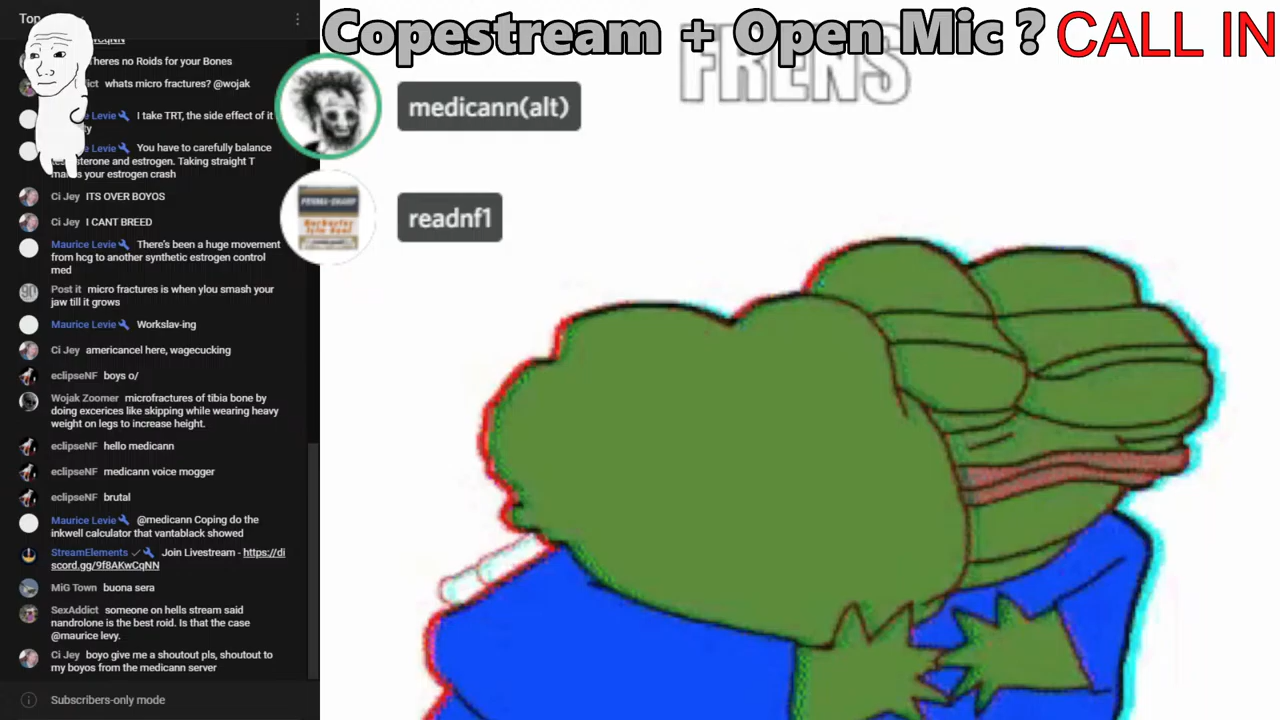 Top
Copestream + Open Mic ? CALL IN
FRENS
medicann(alt)
readnf1
Theres no Roids for your Bones
whats micro fractures? @wojak
Levie I take TRT, the side effect of it
Levie You have to carefully balance
and estrogen. Taking straight T
your estrogen crash
Ci Jey ITS OVER BOYOS
Ci Jey I CANT BREED
Maurice Levie There's been a huge movement
from hcg to another synthetic estrogen control
med
Post it micro fractures is when ylou smash your
jaw till it grows
Maurice Levie Workslav-ing
Ci Jey americancel here, wagecucking
eclipseNF boys o/
Wojak Zoomer microfractures of tibia bone by
doing excerices like skipping while wearing heavy
weight on legs to increase height.
eclipseNF hello medicann
eclipseNF medicann voice mogger
eclipseNF brutal
Maurice Levie @medicann Coping do the
inkwell calculator that vantablack showed
StreamElements Join Livestream - https://di
scord.gg/9f8AKwCqNN
MiG Town buona sera
SexAddict someone on hells stream said
nandrolone is the best roid. Is that the case
@maurice levy.
Ci Jey boyo give me a shoutout pls, shoutout to
my boyos from the medicann server
Subscribers-only mode